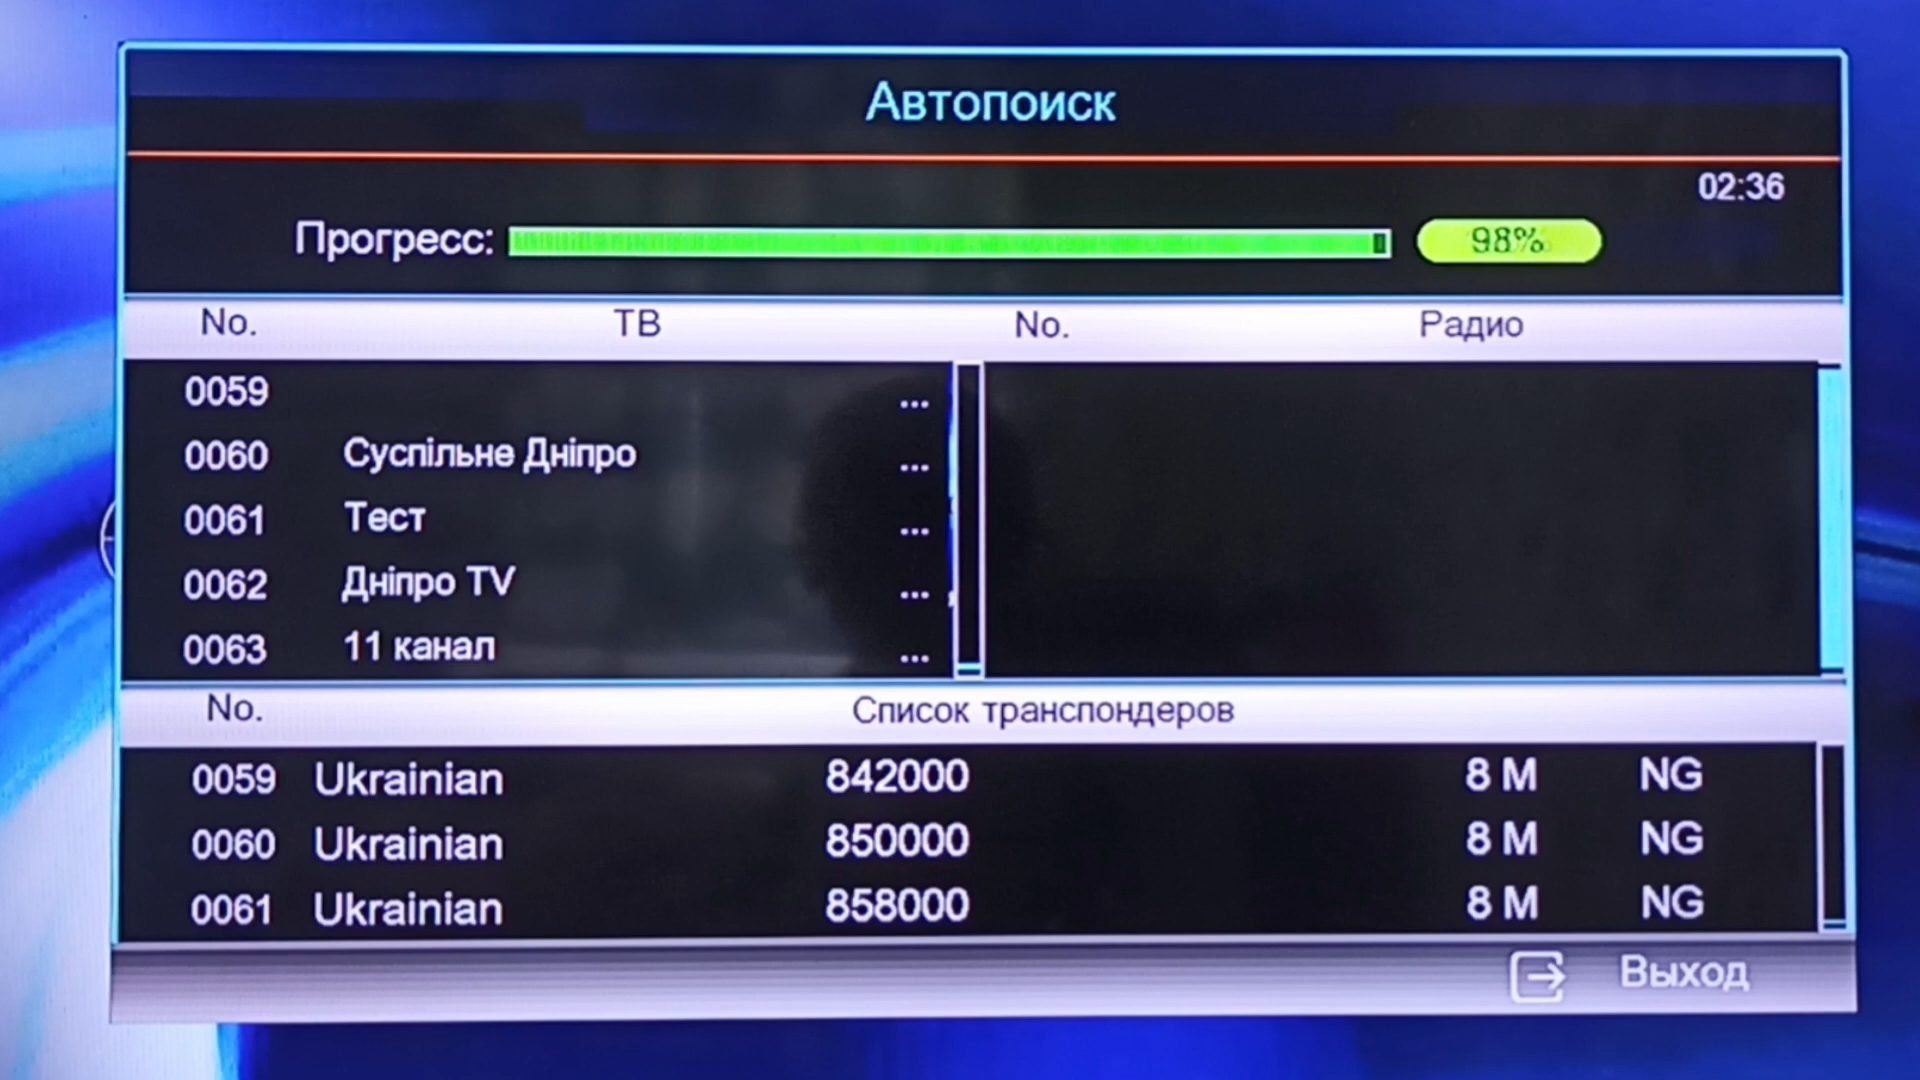 Автопоиск
02:36
Прогресс: 98%
No. ТВ No. Радио
0059 ...
0060 Суспільне Дніпро ...
0061 Тест ...
0062 Дніпро TV ...
0063 11 канал ...
No. Список транспондеров
0059 Ukrainian 842000 8 M NG
0060 Ukrainian 850000 8 M NG
0061 Ukrainian 858000 8 M NG
Выход